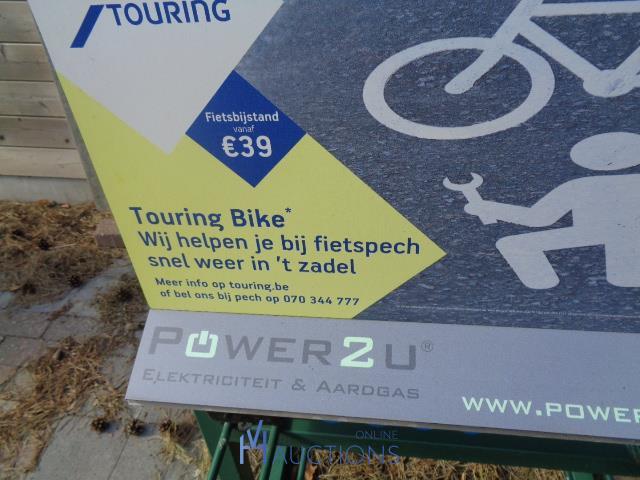 TOURING
Fietsbijstand
vanaf
€39
Touring Bike*
Wij helpen je bij fietspech
snel weer in 't zadel
Meer info op touring.be
of bel ons bij pech op 070 344 777
POWER2U®
ELEKTRICITEIT & AARDGAS
WWW.POWER
ONLINE
AUCTIONS